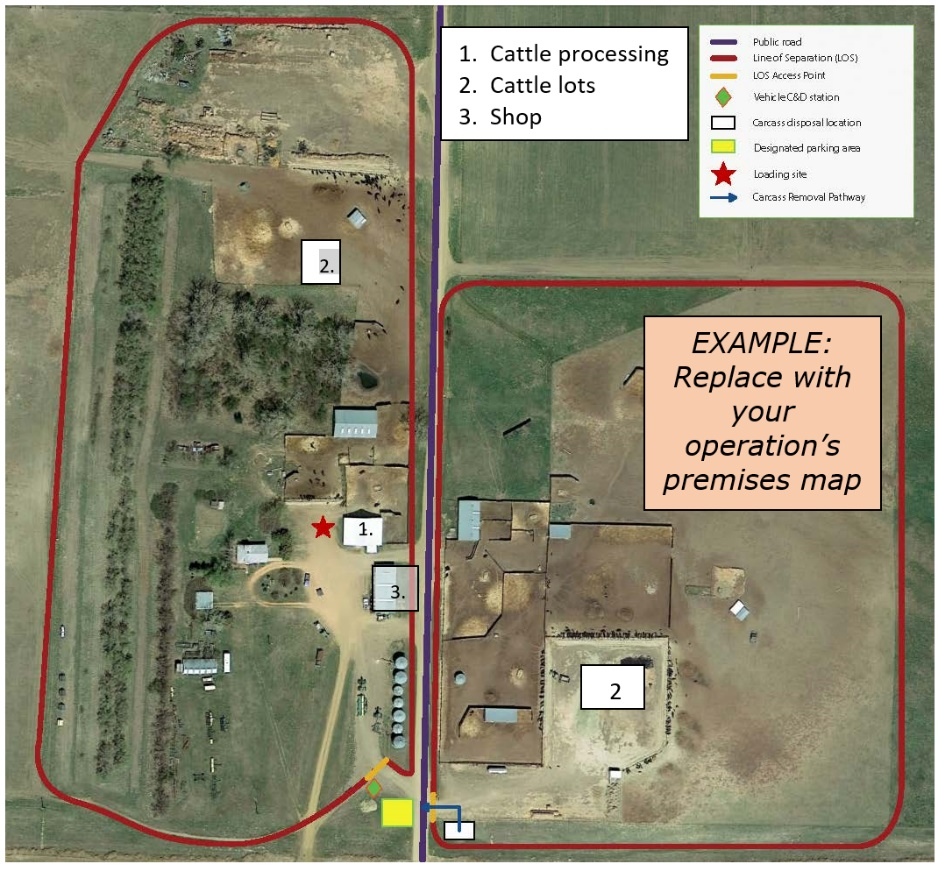 1. Cattle processing
2. Cattle lots
3. Shop
Public road
Line of Separation (LOS)
LOS Access Point
Vehicle C&D station
Carcass disposal location
Designated parking area
Loading site
Carcass Removal Pathway
2.
EXAMPLE:
Replace with
your
operation’s
premises map
1.
3.
2